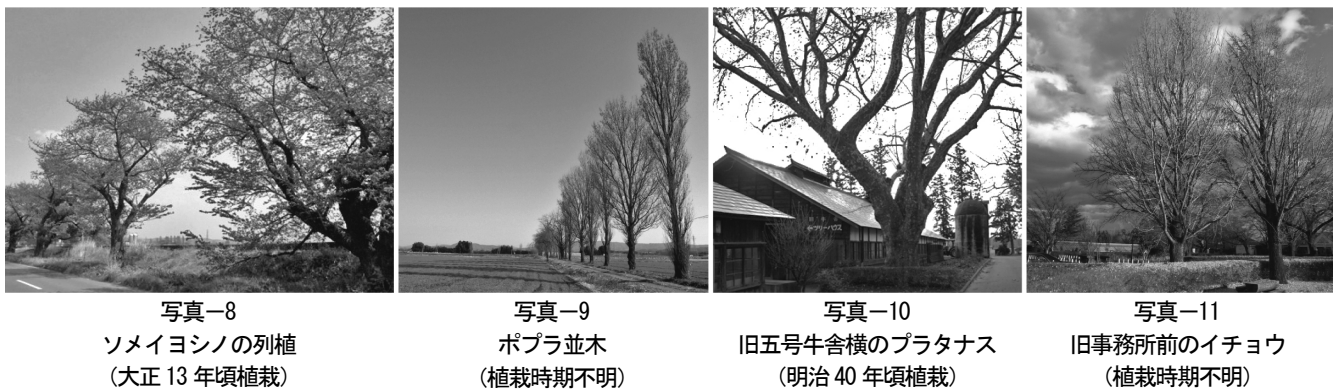 写真−8
ソメイヨシノの列植
（大正 13 年頃植栽）
写真−9
ポプラ並木
（植栽時期不明）
写真−10
旧五号牛舎横のプラタナス
（明治 40 年頃植栽）
写真−11
旧事務所前のイチョウ
（植栽時期不明）